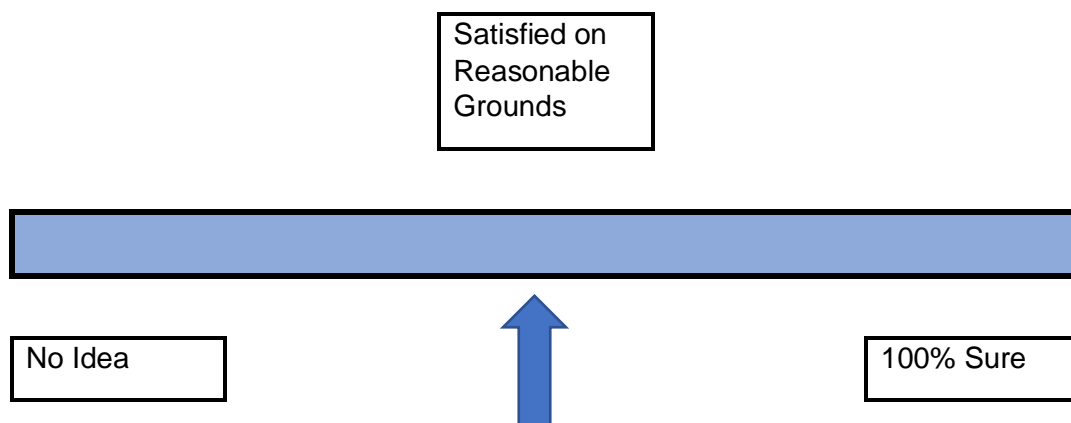 Satisfied on
Reasonable
Grounds
No Idea
100% Sure